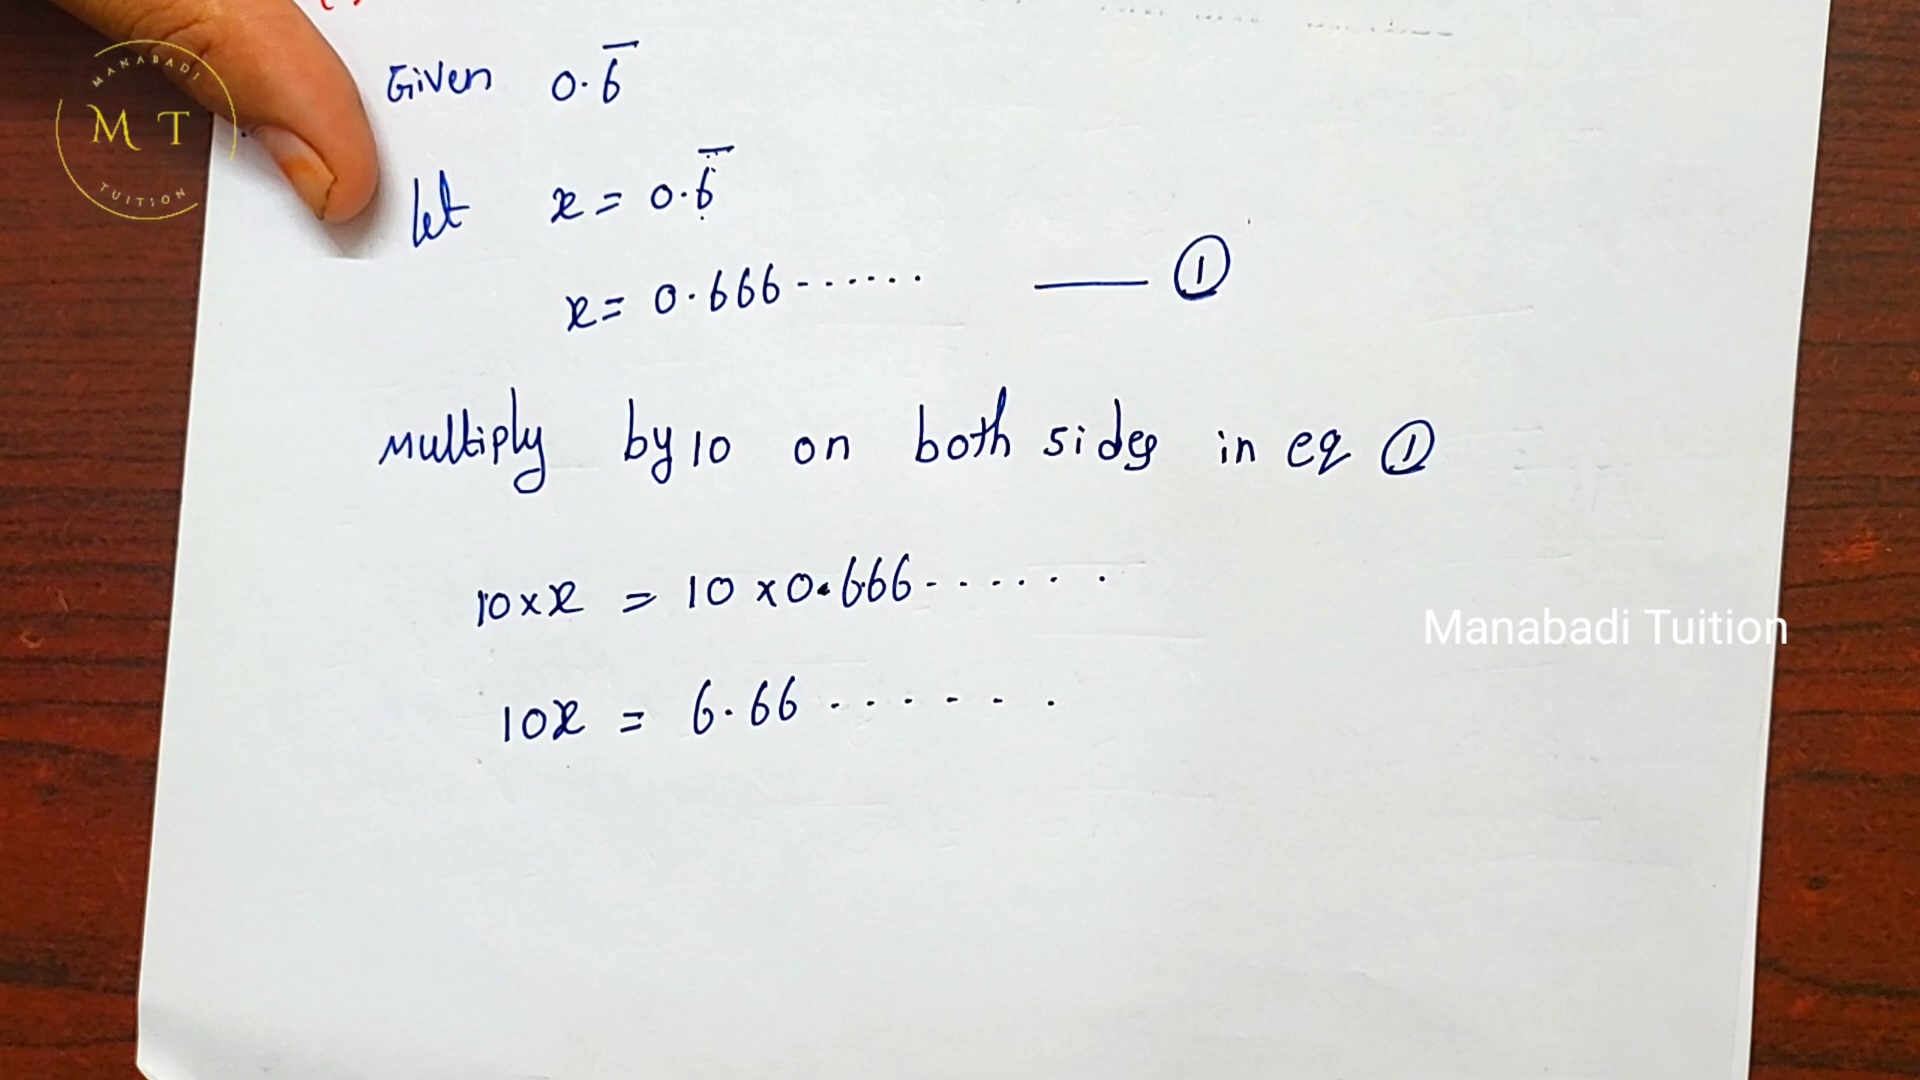 MANABADI
M T
TUITION
Given 0.6̅
Let x = 0.6̅
x = 0.666...... —— ①
multiply by 10 on both sides in eq ①
10×x = 10×0.666.......
Manabadi Tuition
10x = 6.66.......